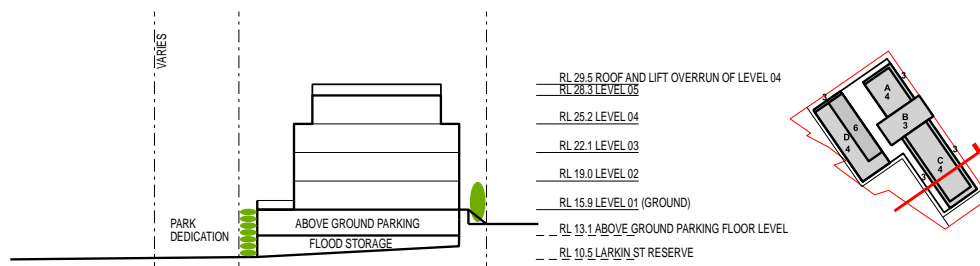 VARIES
PARK
DEDICATION
ABOVE GROUND PARKING
FLOOD STORAGE
RL 29.5 ROOF AND LIFT OVERRUN OF LEVEL 04
RL 28.3 LEVEL 05
RL 25.2 LEVEL 04
RL 22.1 LEVEL 03
RL 19.0 LEVEL 02
RL 15.9 LEVEL 01 (GROUND)
RL 13.1 ABOVE GROUND PARKING FLOOR LEVEL
RL 10.5 LARKIN ST RESERVE
3
A
4
3
B
3
6
D
4
3
C
4
3